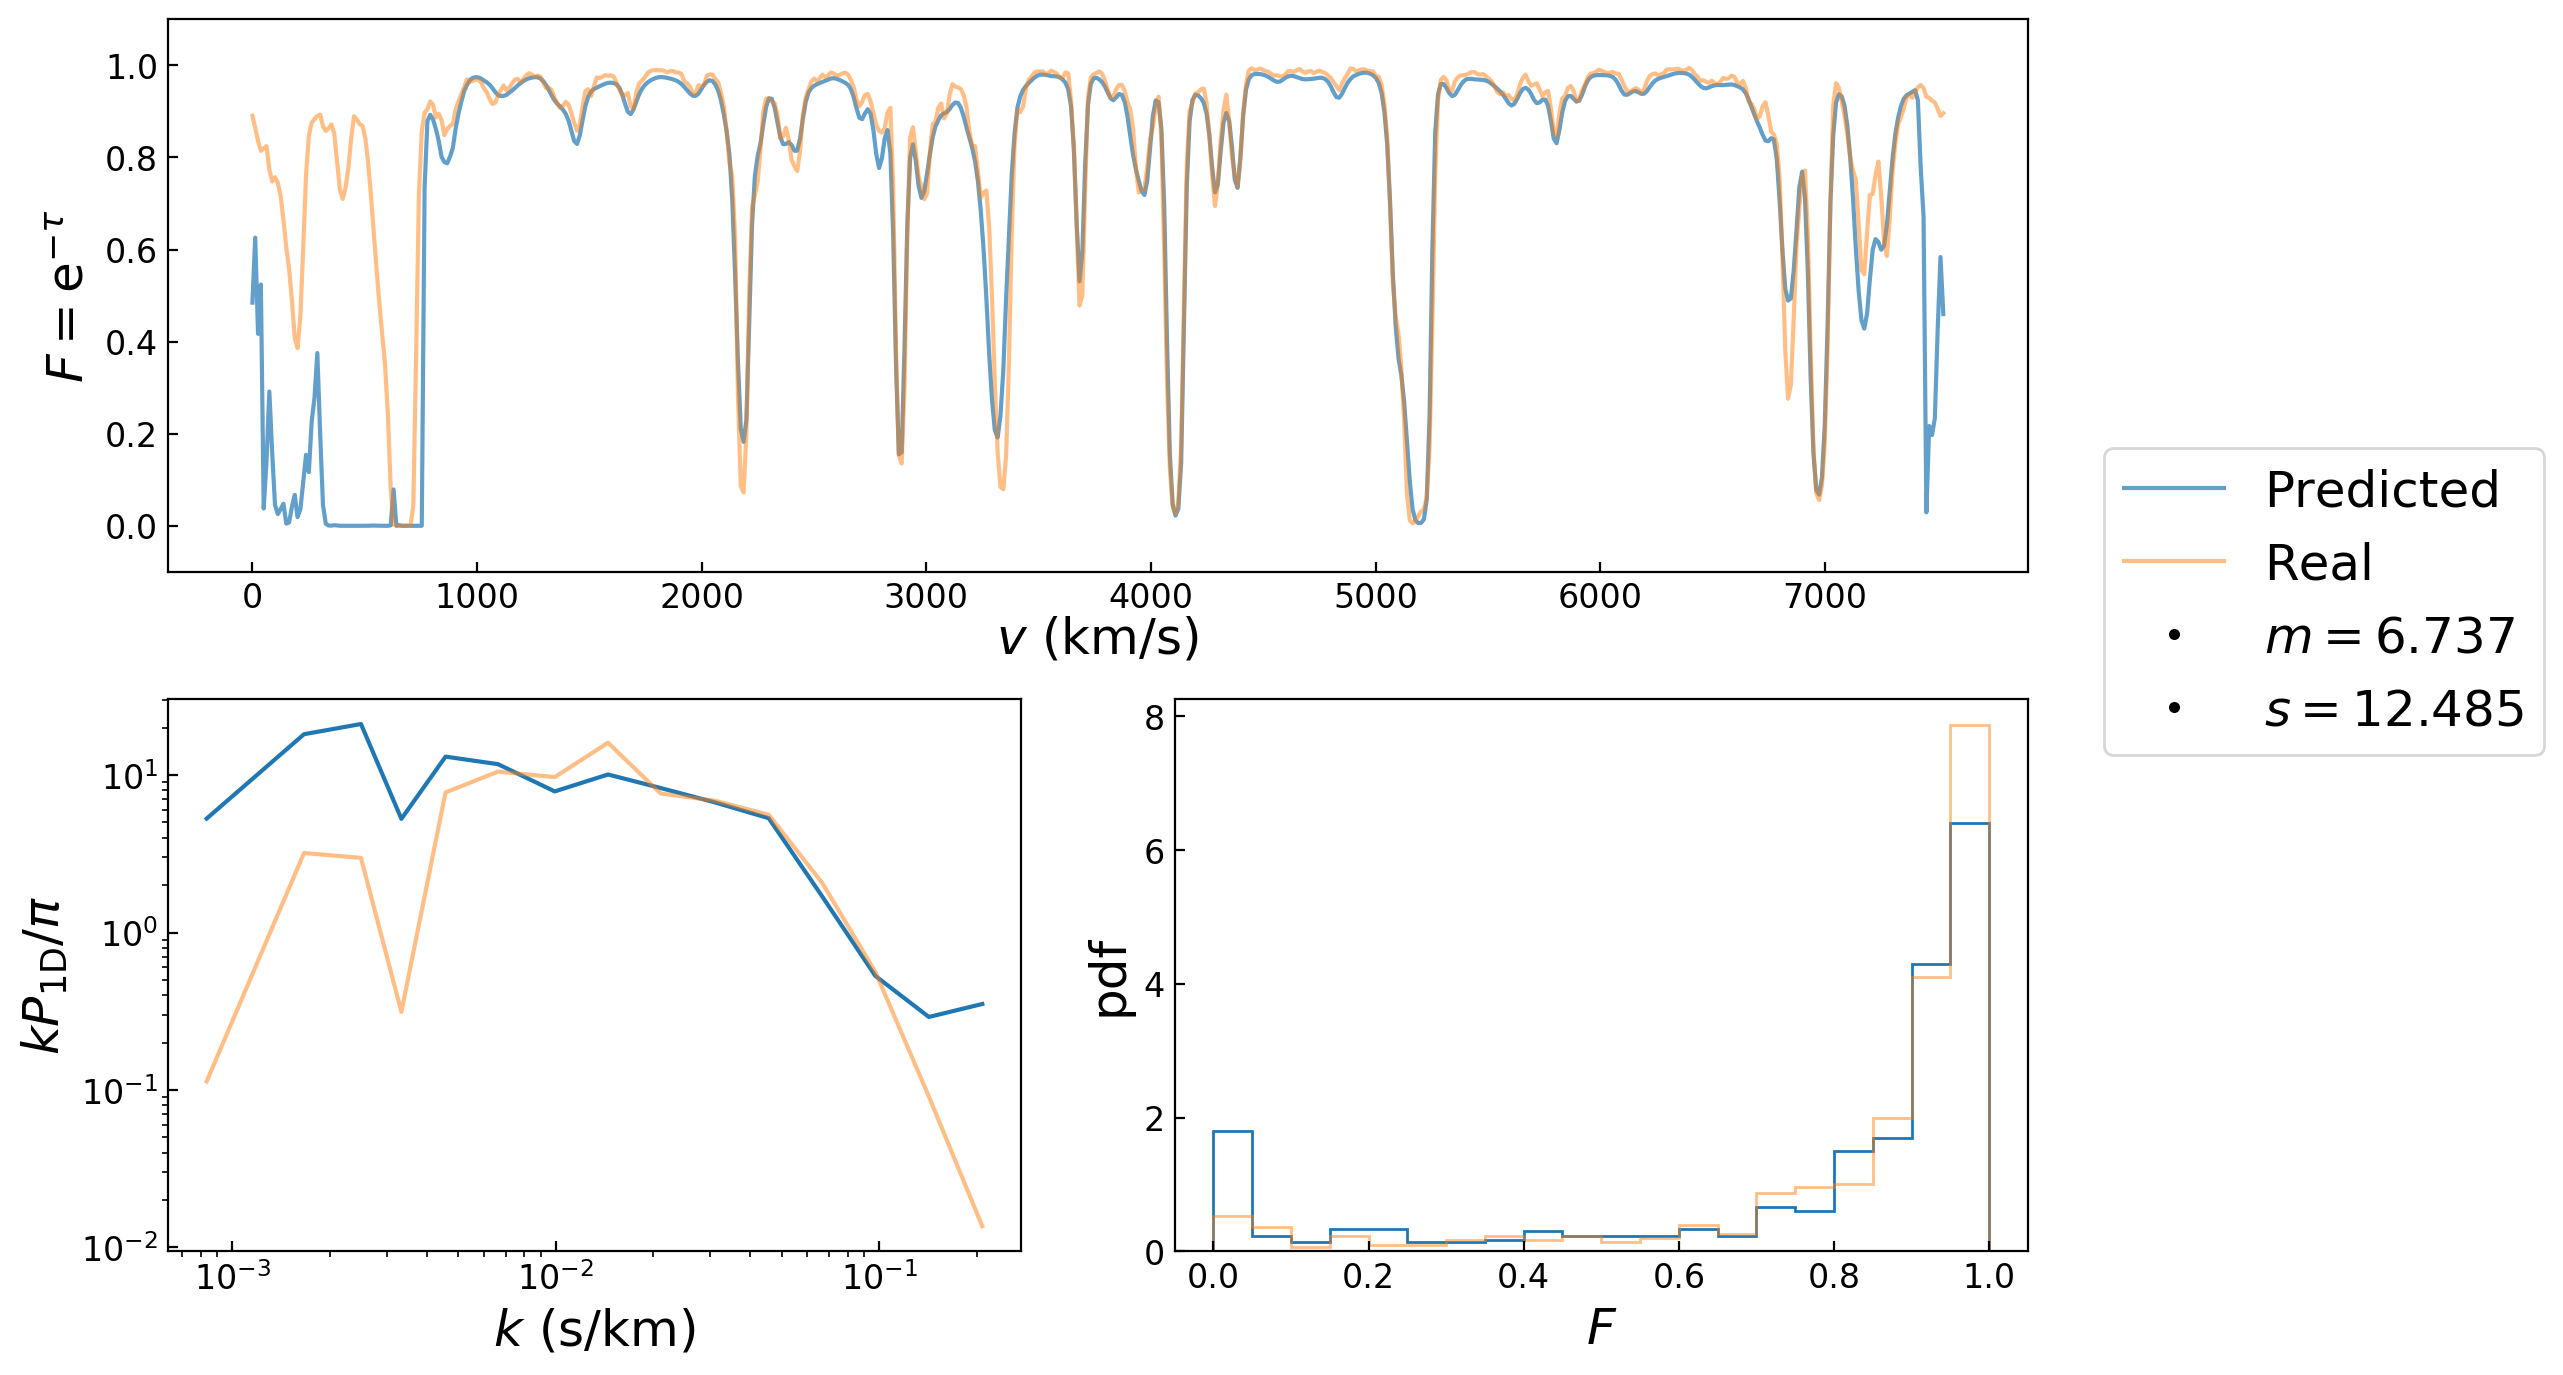 1.0
0.8
0.6
0.4
0.2
0.0
F = e^{−τ}
0 1000 2000 3000 4000 5000 6000 7000
v (km/s)
Predicted
Real
m = 6.737
s = 12.485
10^1
10^0
10^{−1}
10^{−2}
kP_{1D}/π
10^{−3} 10^{−2} 10^{−1}
k (s/km)
8
6
4
2
0
pdf
0.0 0.2 0.4 0.6 0.8 1.0
F